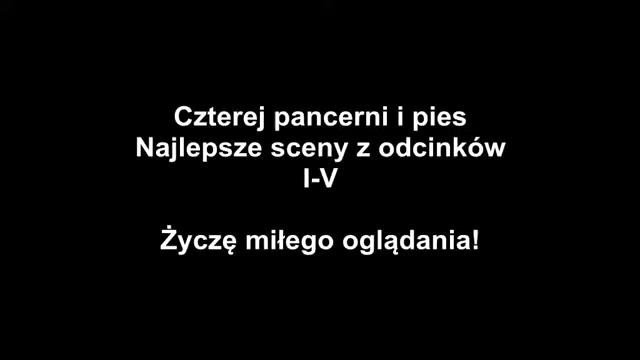 Czterej pancerni i pies
Najlepsze sceny z odcinków
I-V
Życzę miłego oglądania!